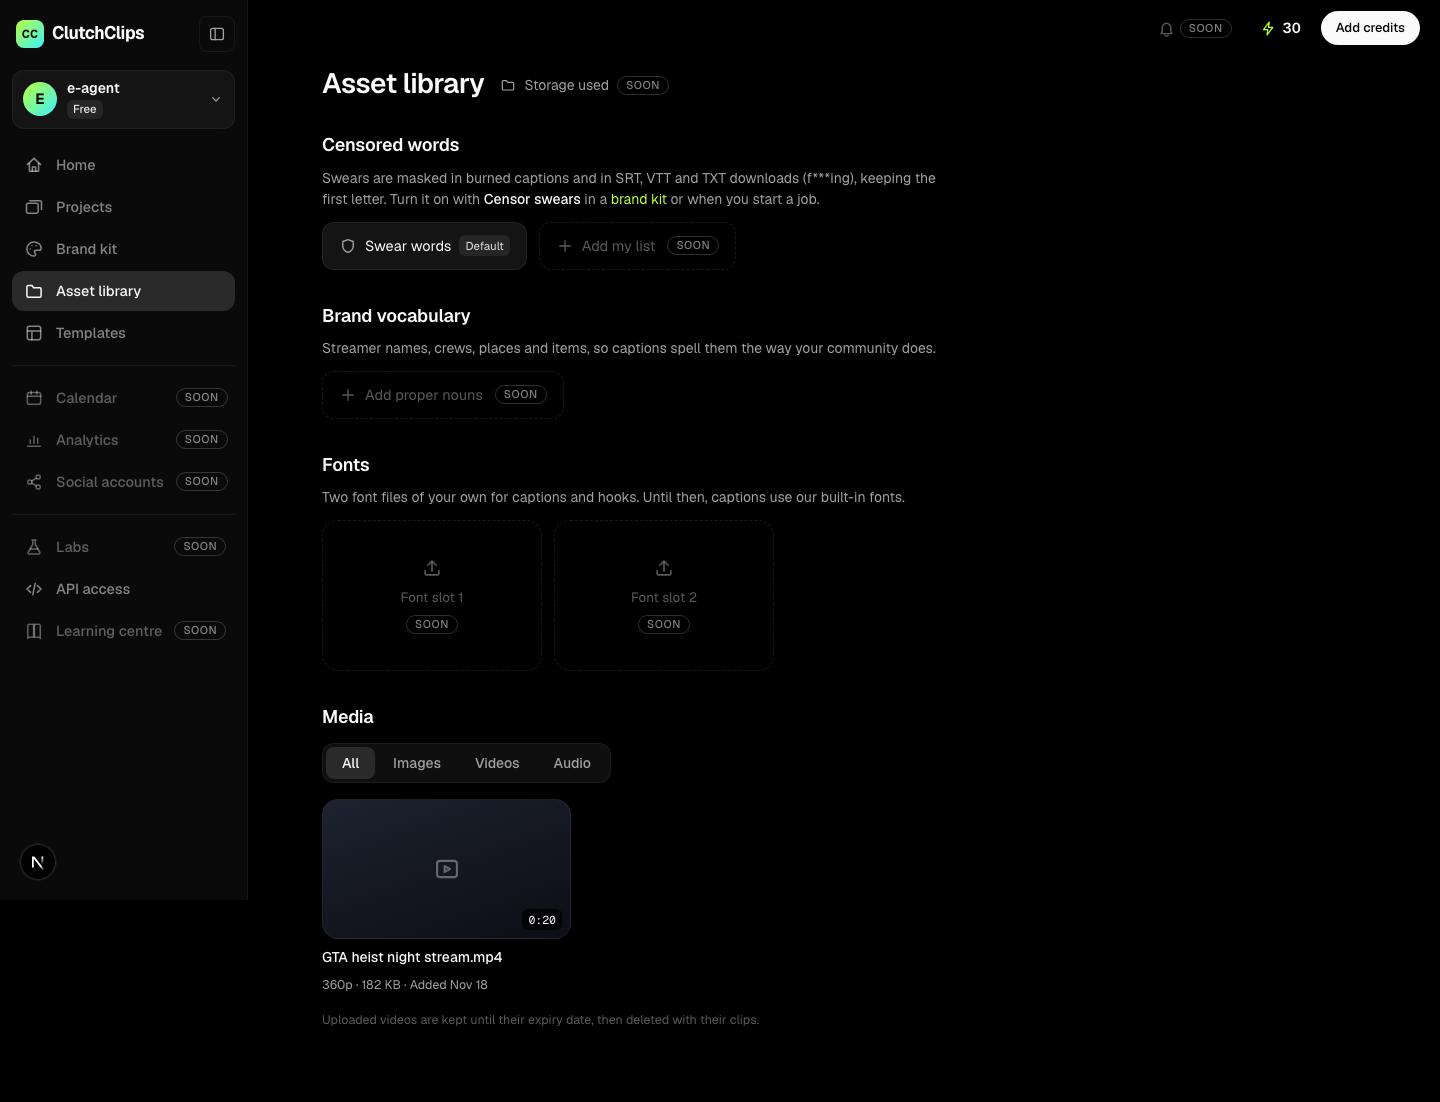 CC ClutchClips
E
e-agent
Free
Home
Projects
Brand kit
Asset library
Templates
Calendar SOON
Analytics SOON
Social accounts SOON
Labs SOON
API access
Learning centre SOON
N
SOON 30 Add credits
Asset library Storage used SOON
Censored words
Swears are masked in burned captions and in SRT, VTT and TXT downloads (f***ing), keeping the
first letter. Turn it on with Censor swears in a brand kit or when you start a job.
Swear words Default Add my list SOON
Brand vocabulary
Streamer names, crews, places and items, so captions spell them the way your community does.
Add proper nouns SOON
Fonts
Two font files of your own for captions and hooks. Until then, captions use our built-in fonts.
Font slot 1 Font slot 2
SOON SOON
Media
All Images Videos Audio
0:20
GTA heist night stream.mp4
360p · 182 KB · Added Nov 18
Uploaded videos are kept until their expiry date, then deleted with their clips.